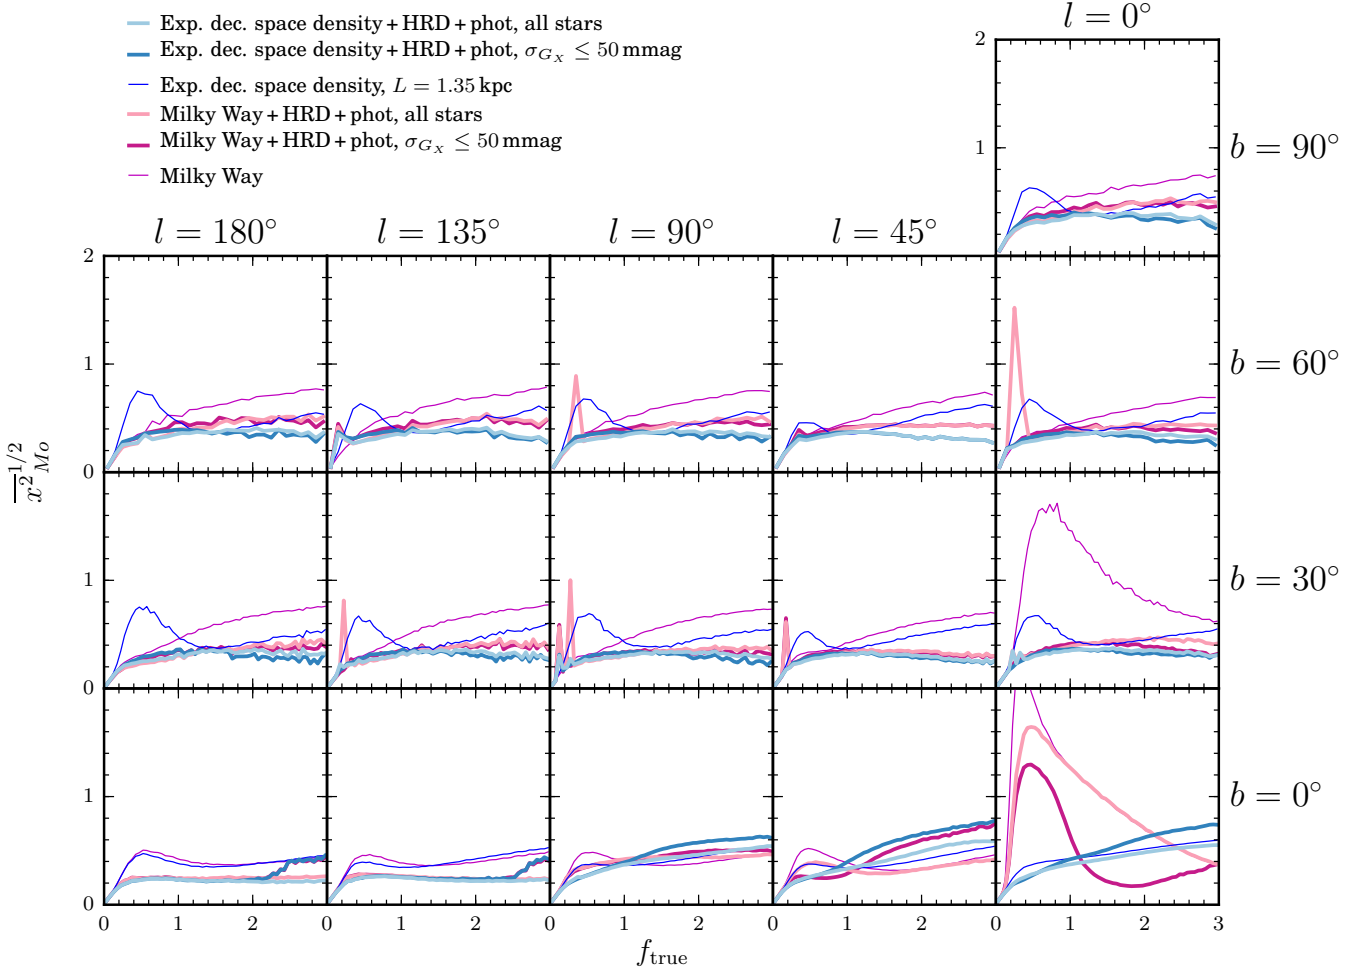 Exp. dec. space density + HRD + phot, all stars
Exp. dec. space density + HRD + phot, σ_{G_X} ≤ 50 mmag
Exp. dec. space density, L = 1.35 kpc
Milky Way + HRD + phot, all stars
Milky Way + HRD + phot, σ_{G_X} ≤ 50 mmag
Milky Way
l = 0°
2
1
b = 90°
l = 180° l = 135° l = 90° l = 45°
2
1
0
b = 60°
1
0
b = 30°
1
0
b = 0°
0 1 2 0 1 2 0 1 2 0 1 2 0 1 2 3
f_{true}
\overline{x^2}^{1/2}_{Mo}